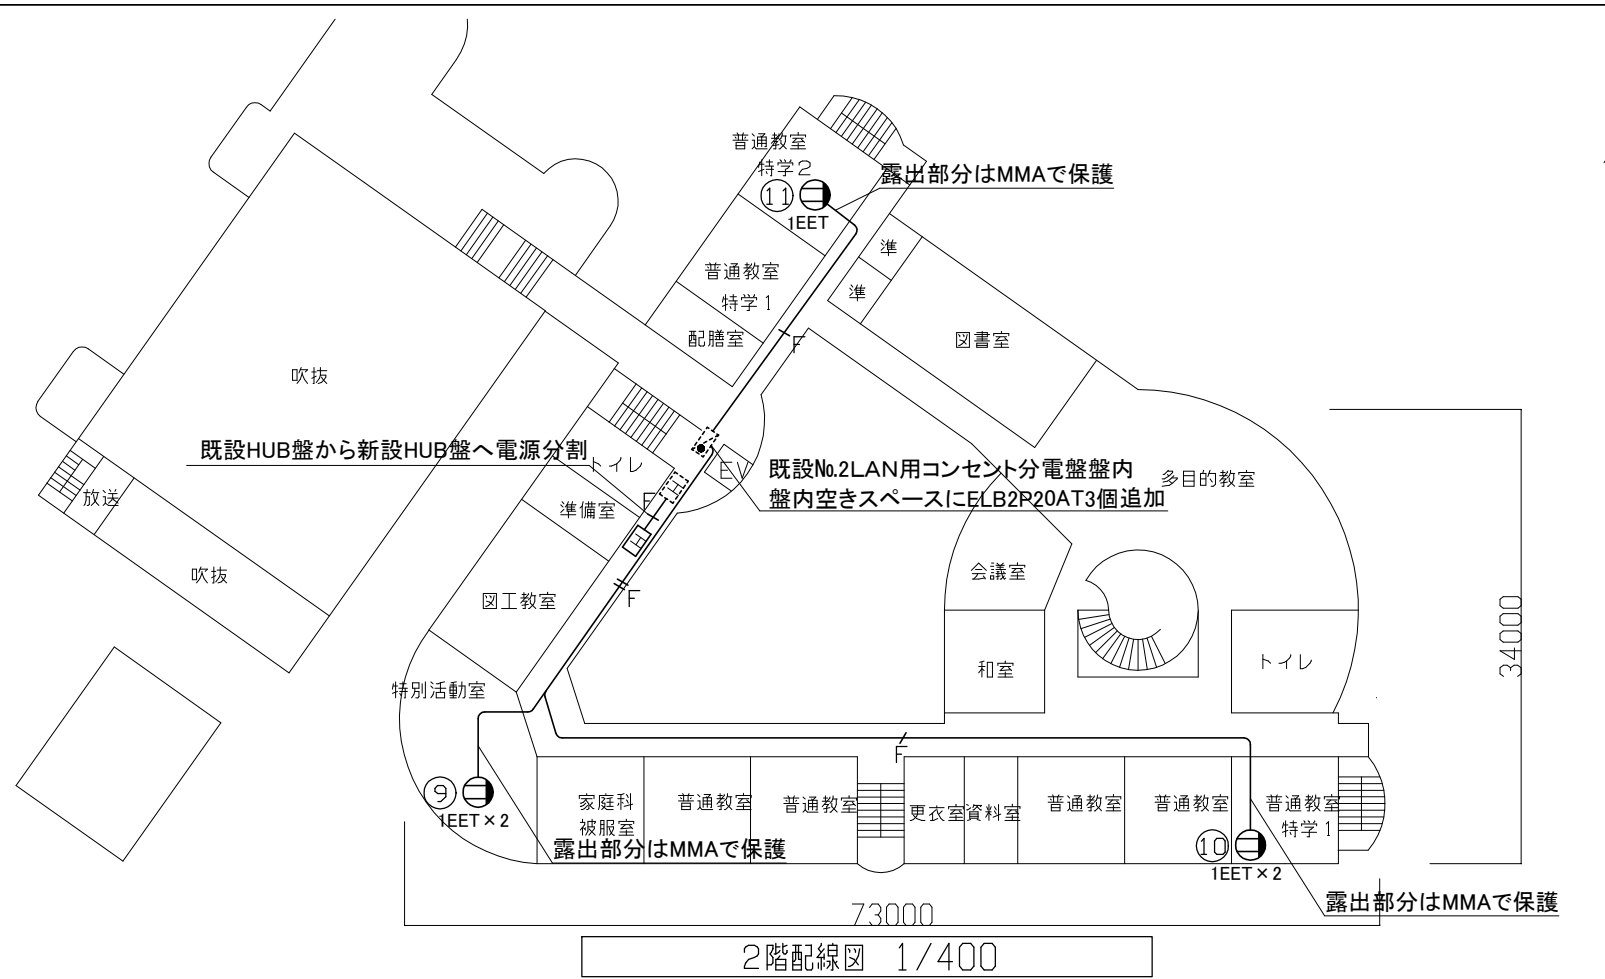 普通教室
特学2
露出部分はMMAで保護
11
1EET
準
普通教室
特学1
準
配膳室
F
図書室
吹抜
既設HUB盤から新設HUB盤へ電源分割
トイレ
EV
既設No.2LAN用コンセント分電盤盤内
盤内空きスペースにELB2P20AT3個追加
多目的教室
放送
H
F
準備室
H
吹抜
会議室
図工教室
F
34000
和室
トイレ
特別活動室
F
9
1EET×2
家庭科
被服室
普通教室
普通教室
更衣室
資料室
普通教室
普通教室
普通教室
特学1
10
1EET×2
露出部分はMMAで保護
露出部分はMMAで保護
73000
2階配線図 1/400